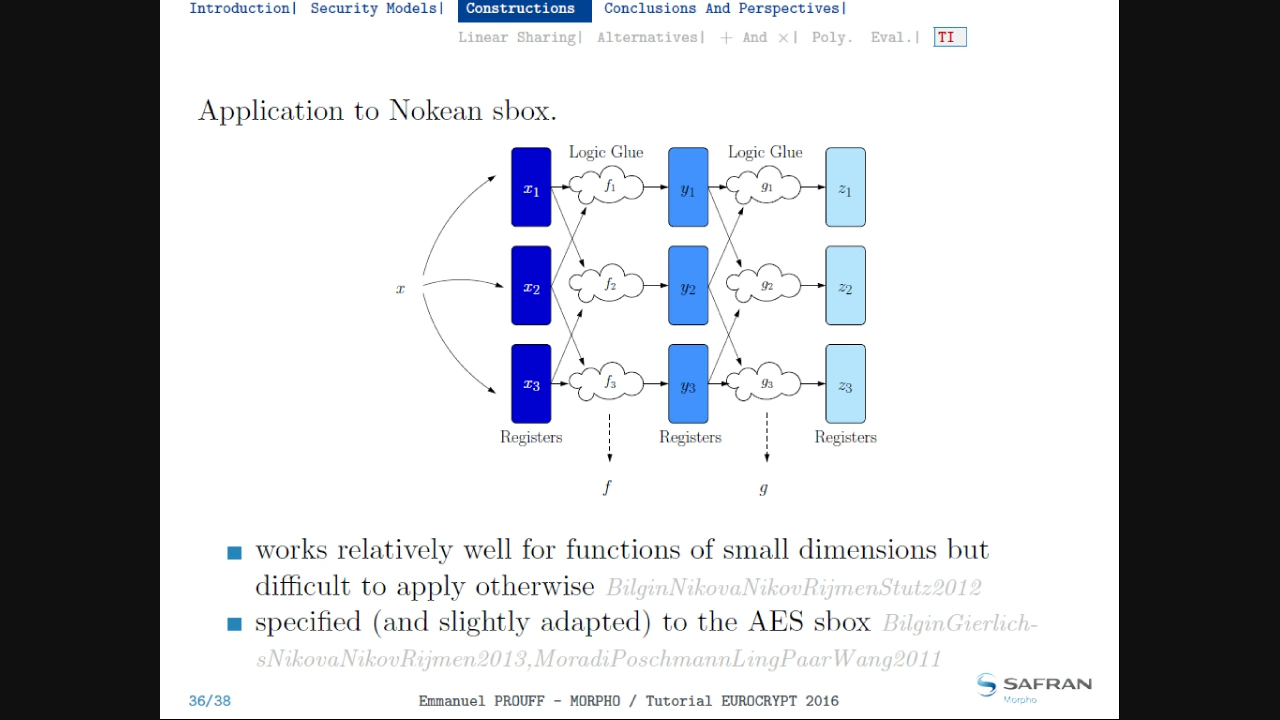 Introduction| Security Models| Constructions Conclusions And Perspectives|
Linear Sharing| Alternatives| + And ×| Poly. Eval.| TI
Application to Nokean sbox.
Logic Glue Logic Glue
x1 f1 y1 g1 z1
x x2 f2 y2 g2 z2
x3 f3 y3 g3 z3
Registers Registers Registers
f g
works relatively well for functions of small dimensions but
difficult to apply otherwise BilginNikovaNikovRijmenStutz2012
specified (and slightly adapted) to the AES sbox BilginGierlich-
sNikovaNikovRijmen2013,MoradiPoschmannLingPaarWang2011
SAFRAN
Morpho
36/38 Emmanuel PROUFF - MORPHO / Tutorial EUROCRYPT 2016